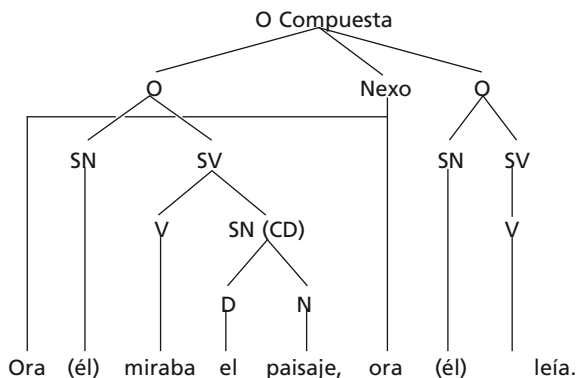 O Compuesta
O Nexo O
SN SV SN SV
V SN (CD) V
D N
Ora (él) miraba el paisaje, ora (él) leía.